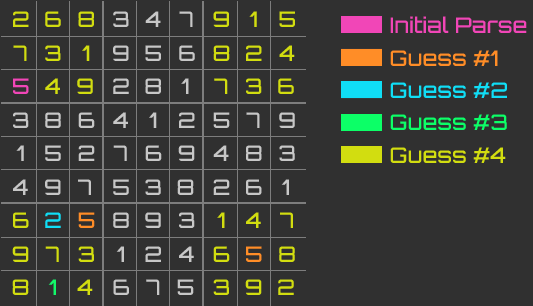 2 6 8 3 4 7 9 1 5
7 3 1 9 5 6 8 2 4
5 4 9 2 8 1 7 3 6
3 8 6 4 1 2 5 7 9
1 5 2 7 6 9 4 8 3
4 9 7 5 3 8 2 6 1
6 2 5 8 9 3 1 4 7
9 7 3 1 2 4 6 5 8
8 1 4 6 7 5 3 9 2
Initial Parse
Guess #1
Guess #2
Guess #3
Guess #4